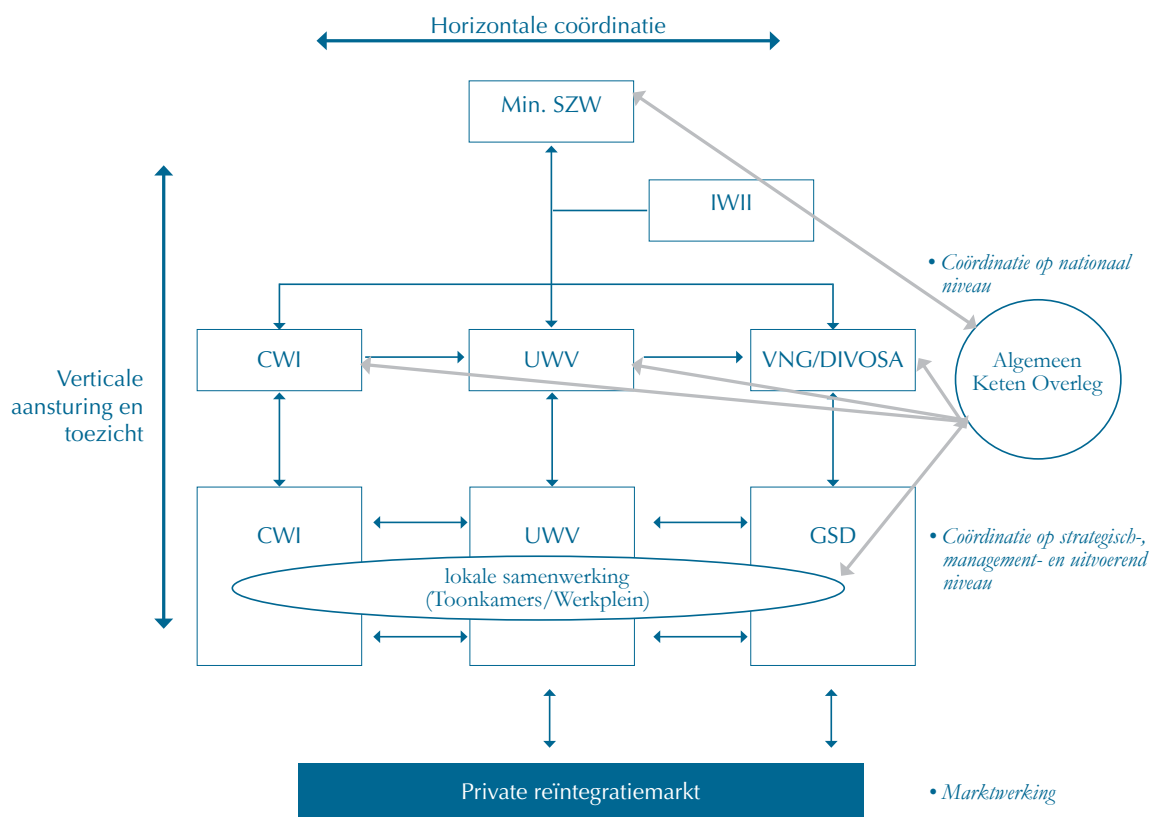 Horizontale coördinatie
Min. SZW
IWII
• Coördinatie op nationaal
niveau
CWI
UWV
VNG/DIVOSA
Algemeen
Keten Overleg
Verticale
aansturing en
toezicht
CWI
UWV
GSD
• Coördinatie op strategisch-,
management- en uitvoerend
niveau
lokale samenwerking
(Toonkamers/Werkplein)
Private reïntegratiemarkt
• Marktwerking